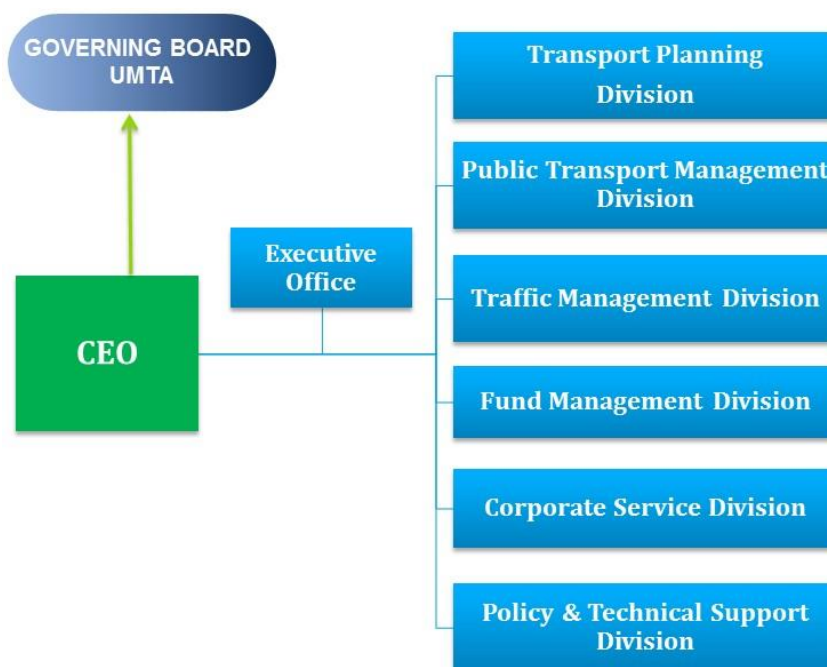 GOVERNING BOARD
UMTA
Transport Planning
Division
Public Transport Management
Division
Executive
Office
Traffic Management Division
CEO
Fund Management Division
Corporate Service Division
Policy & Technical Support
Division